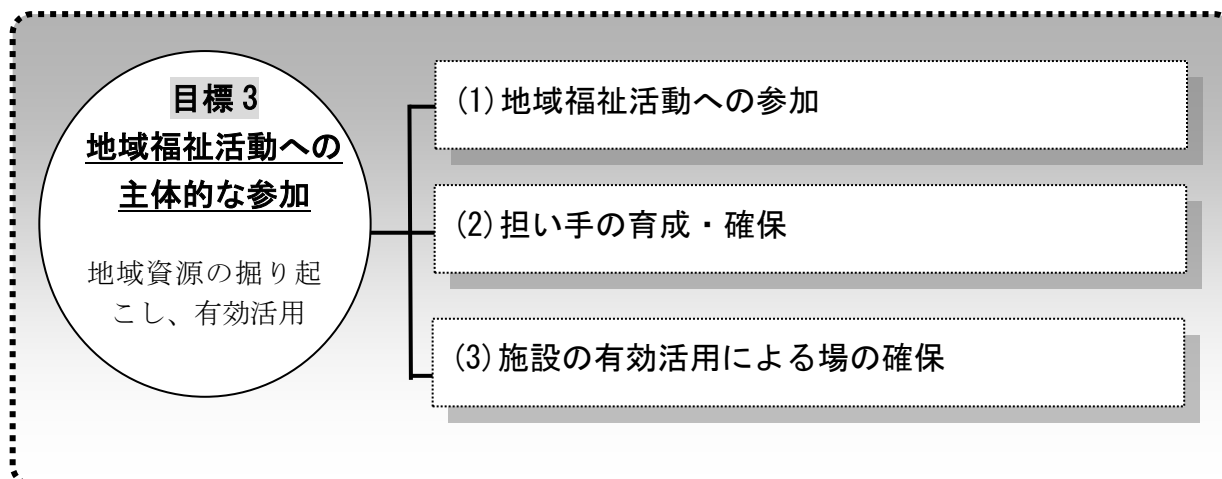 目標3
地域福祉活動への
主体的な参加
地域資源の掘り起
こし、有効活用
(1)地域福祉活動への参加
(2)担い手の育成・確保
(3)施設の有効活用による場の確保